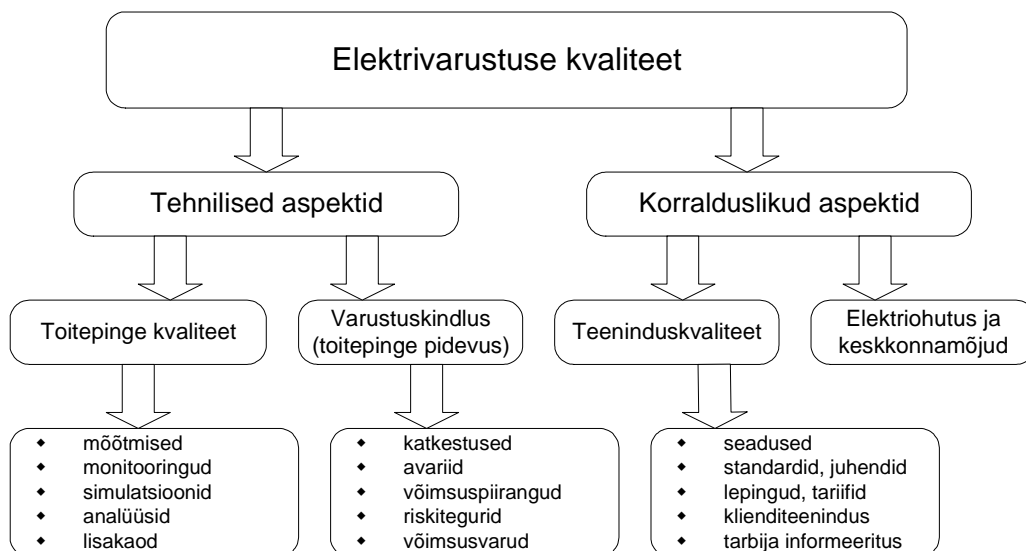 Elektrivarustuse kvaliteet
Tehnilised aspektid
Korralduslikud aspektid
Toitepinge kvaliteet
Varustuskindlus
(toitepinge pidevus)
Teeninduskvaliteet
Elektriohutus ja
keskkonnamõjud
◆ mõõtmised
◆ monitooringud
◆ simulatsioonid
◆ analüüsid
◆ lisakaod
◆ katkestused
◆ avariid
◆ võimsuspiirangud
◆ riskitegurid
◆ võimsusvarud
◆ seadused
◆ standardid, juhendid
◆ lepingud, tariifid
◆ klienditeenindus
◆ tarbija informeeritus